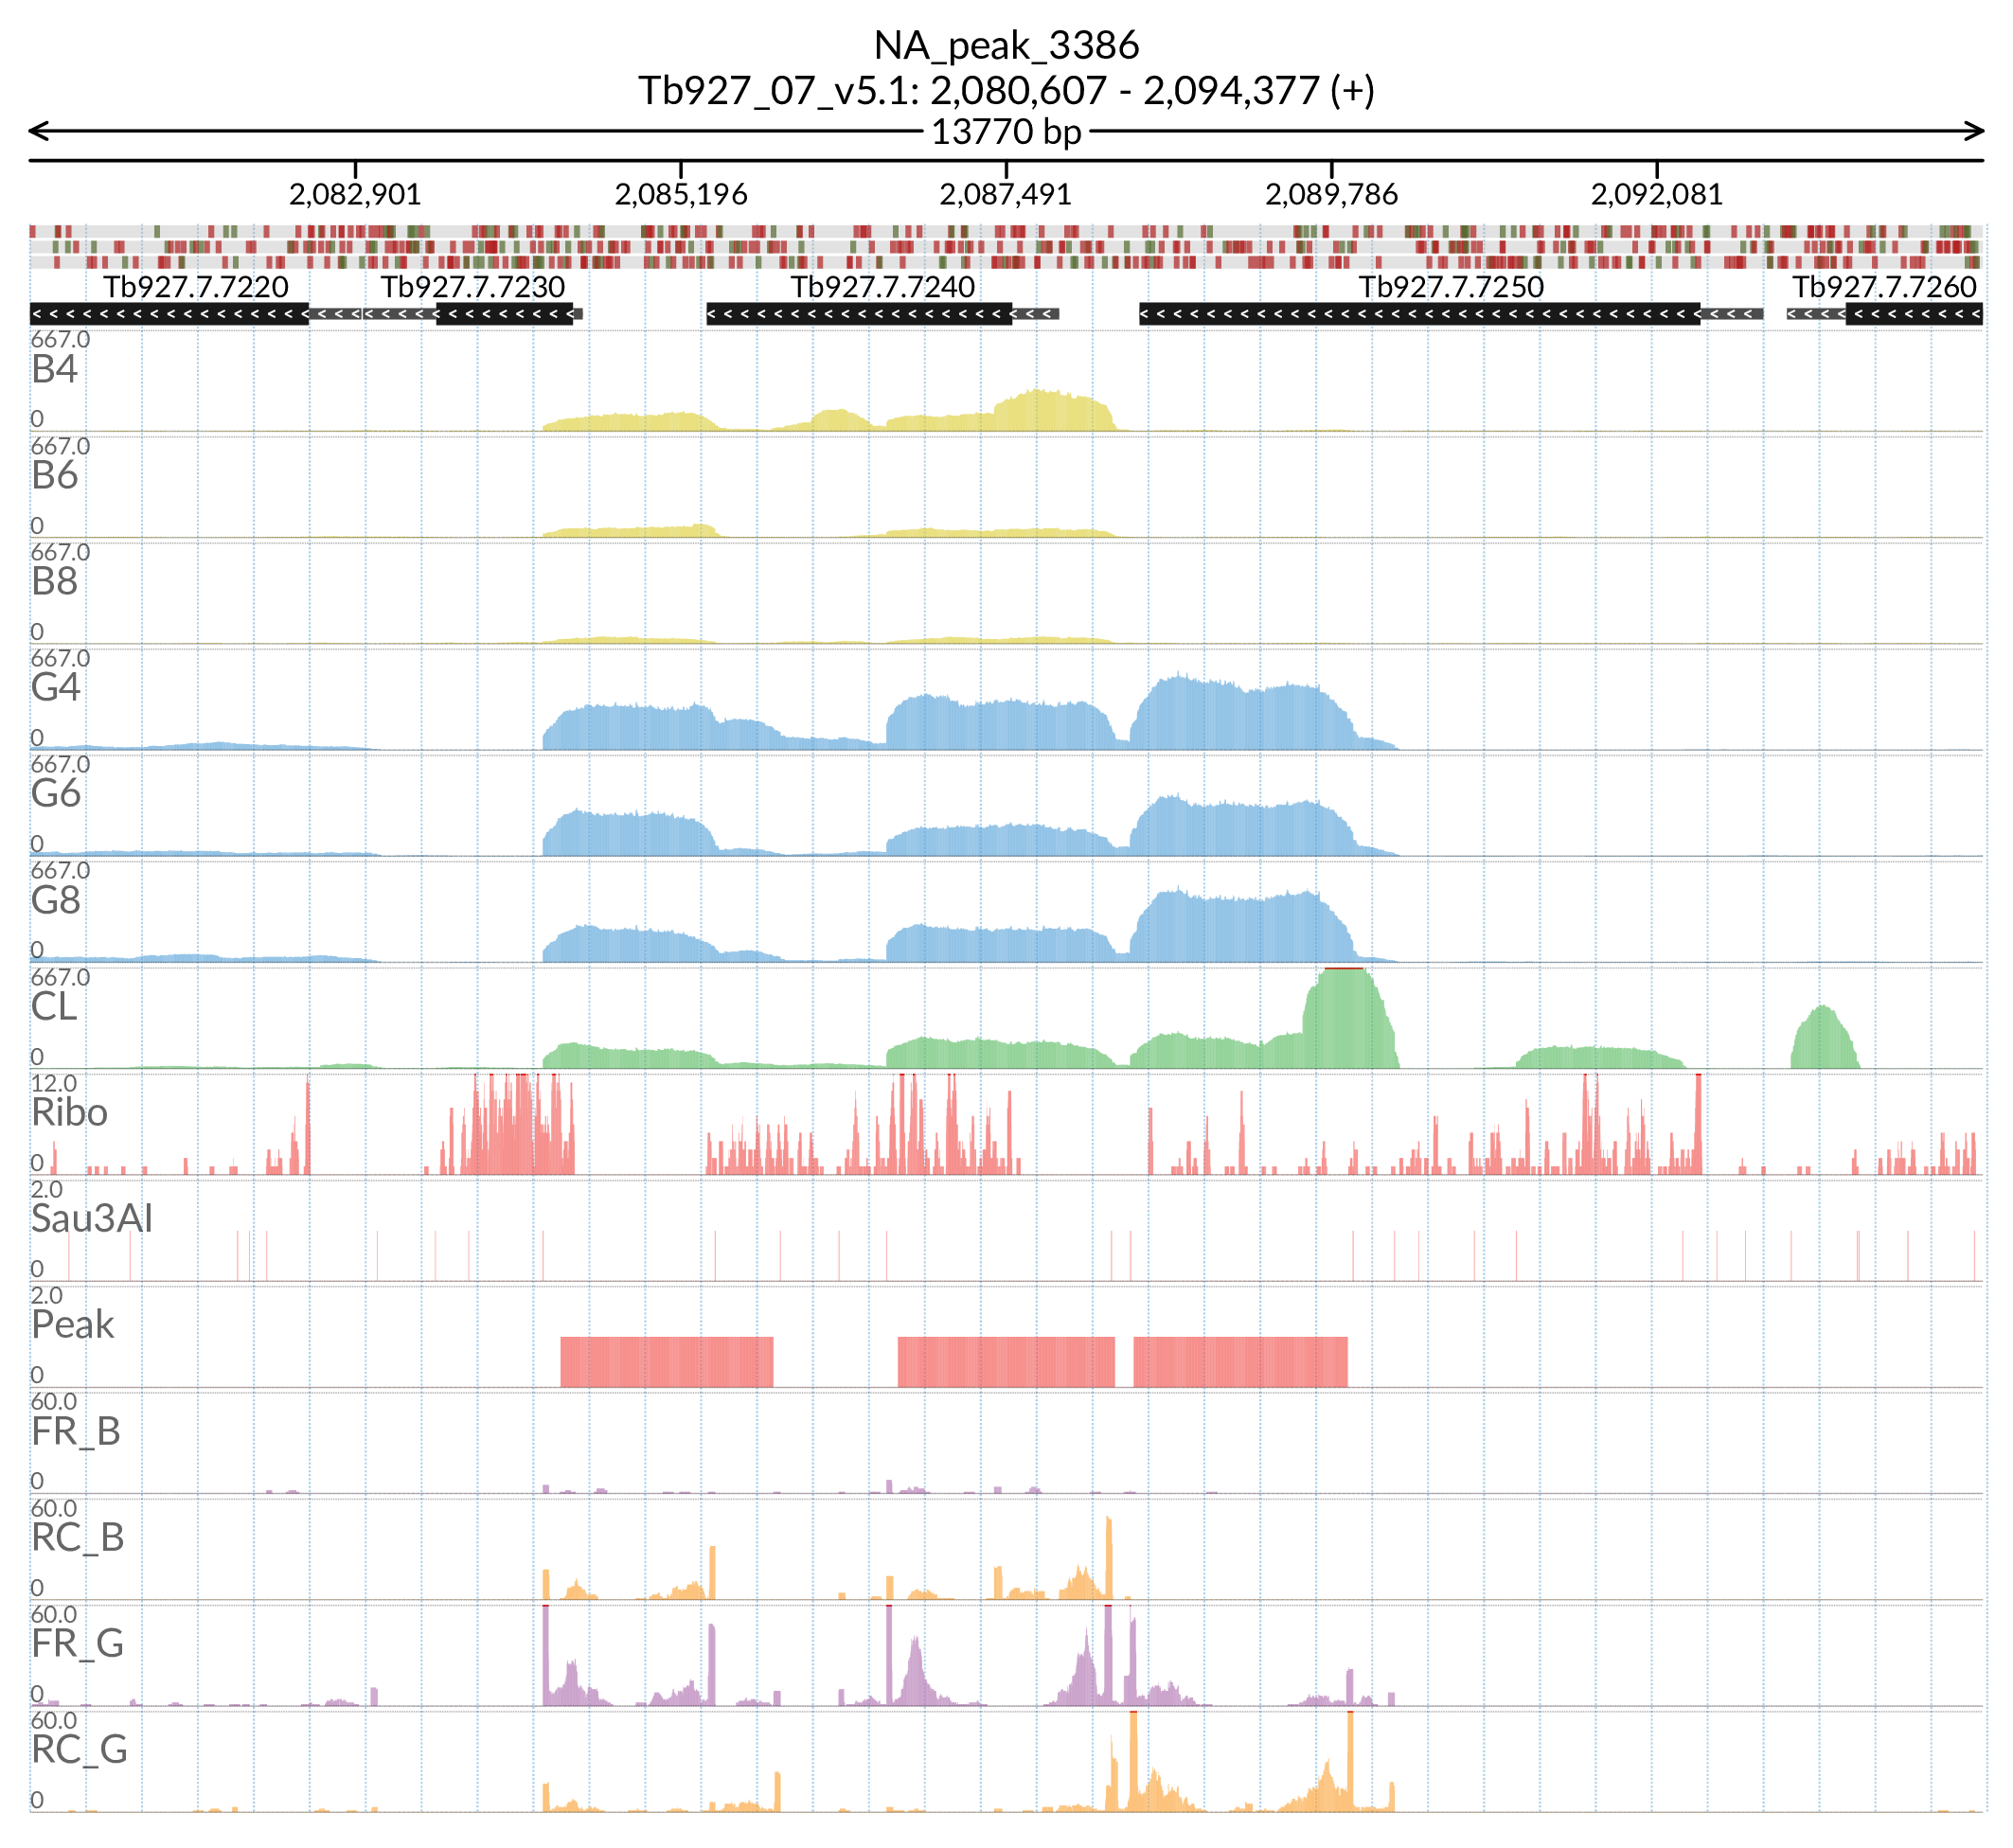 NA_peak_3386
Tb927_07_v5.1: 2,080,607 - 2,094,377 (+)
13770 bp
2,082,901 2,085,196 2,087,491 2,089,786 2,092,081
Tb927.7.7220 Tb927.7.7230 Tb927.7.7240 Tb927.7.7250 Tb927.7.7260
667.0
B4
0
667.0
B6
0
667.0
B8
0
667.0
G4
0
667.0
G6
0
667.0
G8
0
667.0
CL
0
12.0
Ribo
0
2.0
Sau3AI
0
2.0
Peak
0
60.0
FR_B
0
60.0
RC_B
0
60.0
FR_G
0
60.0
RC_G
0